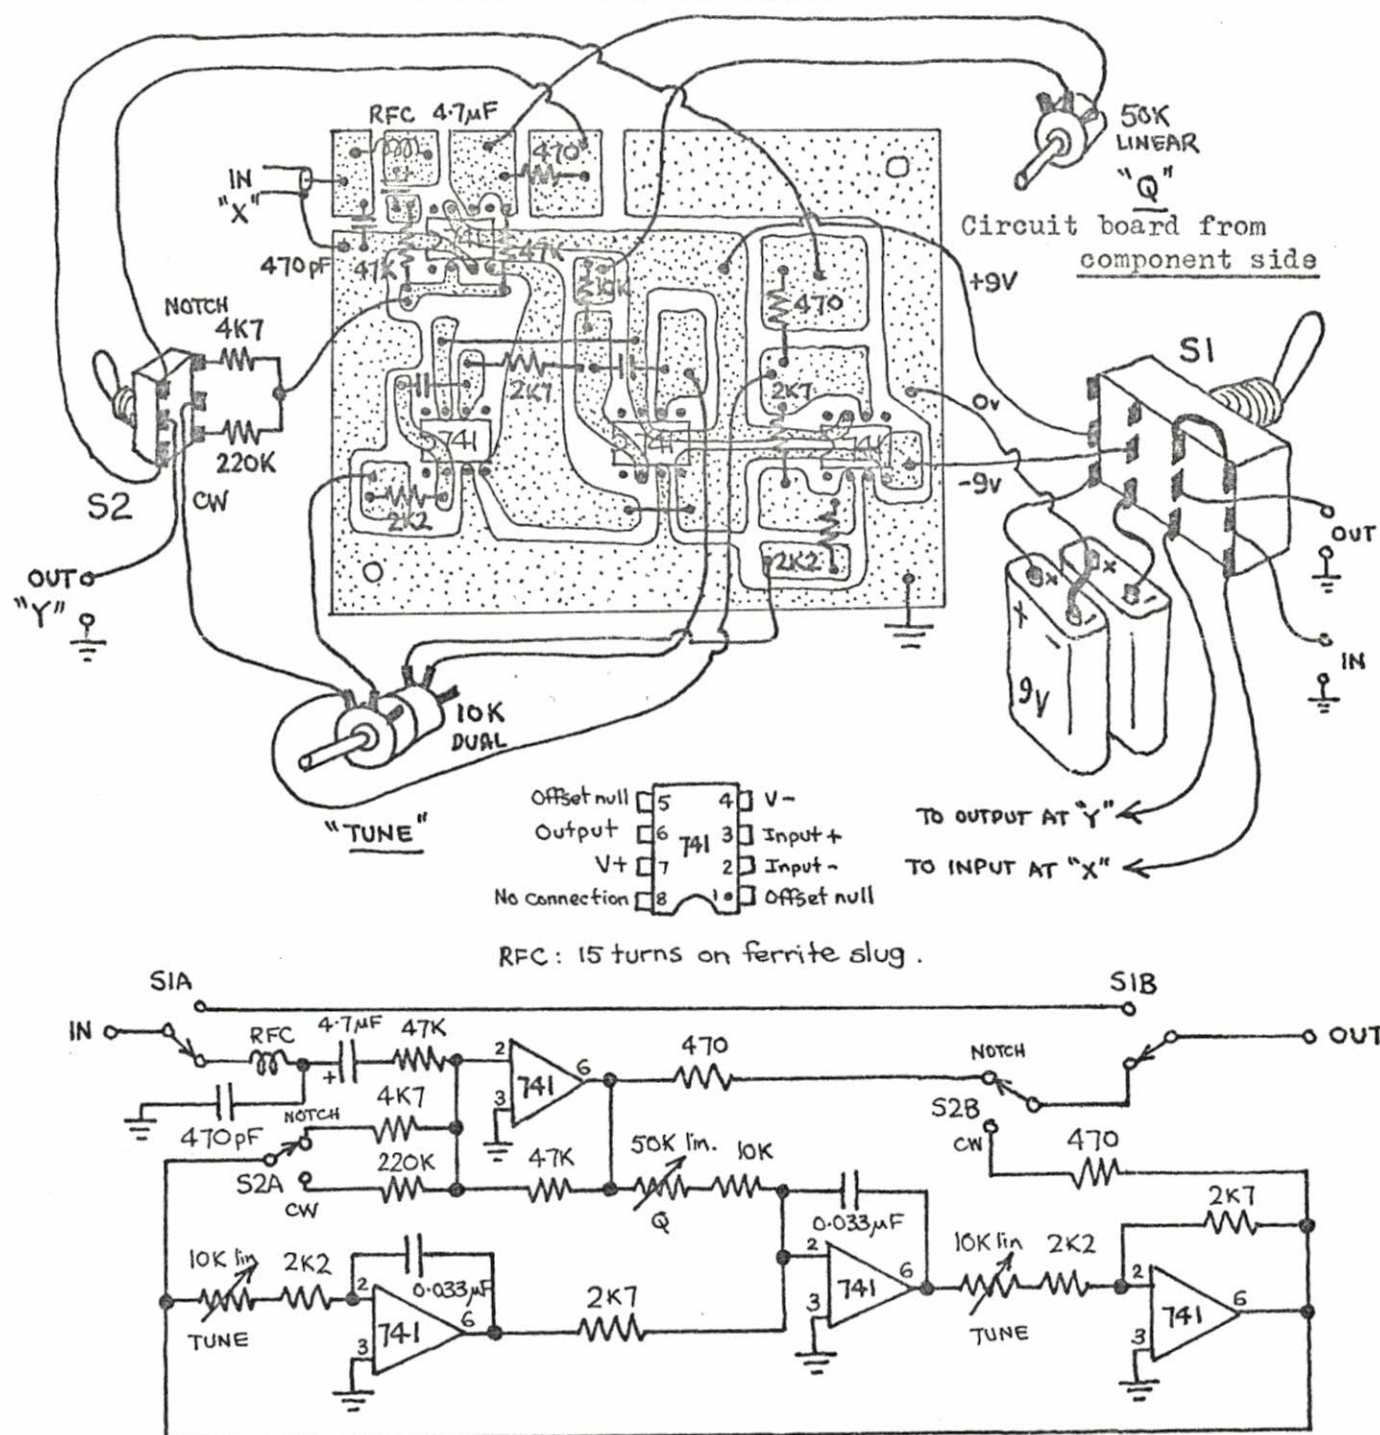 RFC 4.7µF
470
50K
LINEAR
"Q"
IN
"X"
741
470pF
47K
47K
10K
470
Circuit board from
component side
+9V
NOTCH
4K7
220K
CW
S2
2K7
2K7
0v
-9v
S1
741
741
741
2K2
2K2
OUT
"Y"
OUT
IN
+
-
x
x
-
9V
10K
DUAL
"TUNE"
Offset null 5 4 V-
Output 6 741 3 Input+
V+ 7 2 Input-
No connection 8 1 Offset null
TO OUTPUT AT "Y"
TO INPUT AT "X"
RFC: 15 turns on ferrite slug.
S1A
S1B
IN
RFC
4.7µF
+
47K
2
3
741
6
470
NOTCH
OUT
470pF
NOTCH
4K7
S2B
CW
470
S2A
CW
220K
47K
50K lin.
Q
10K
0.033µF
2K7
10K lin
TUNE
2K2
0.033µF
2
3
741
6
2K7
2
3
741
6
10K lin
TUNE
2K2
2
3
741
6